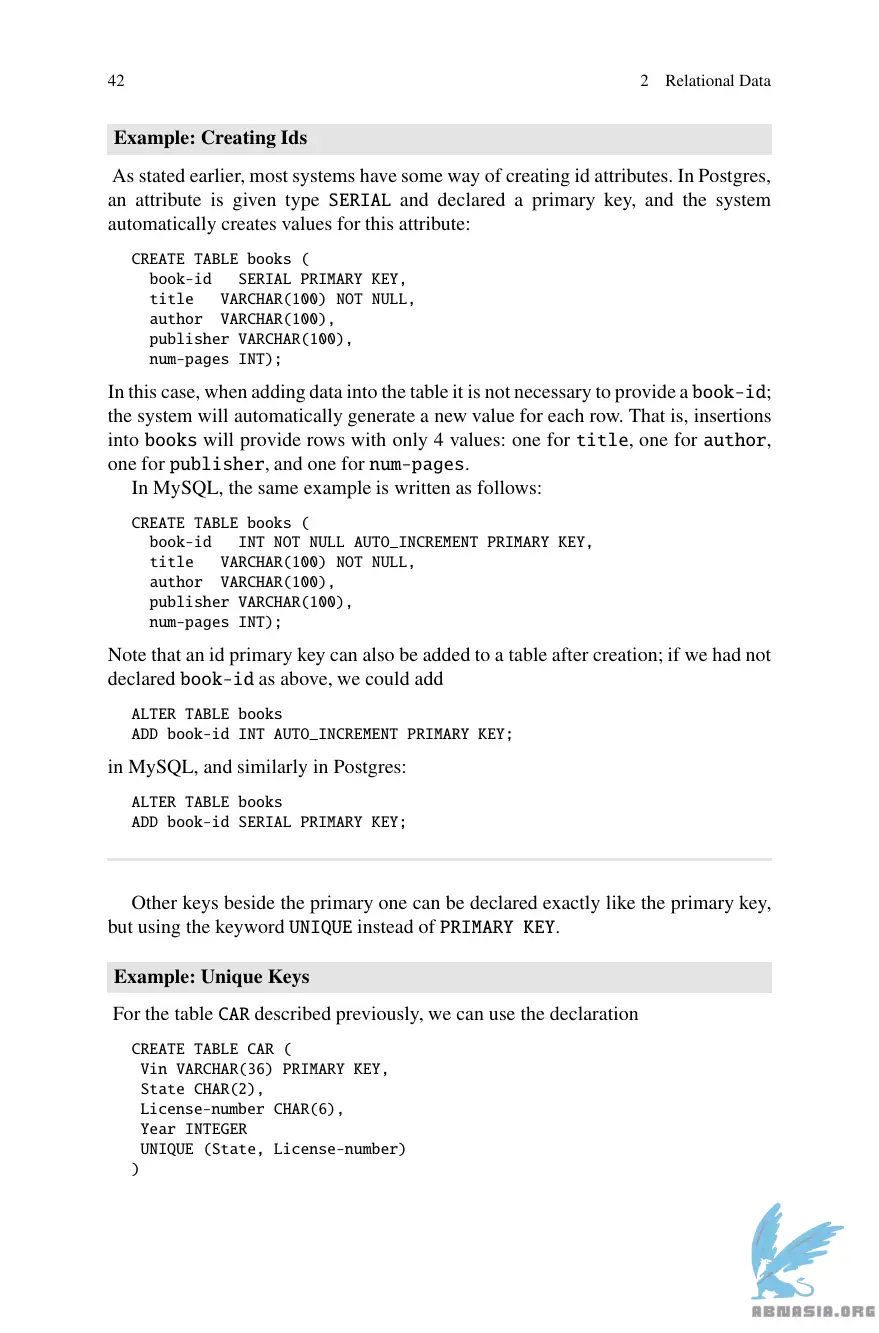 42 2 Relational Data
Example: Creating Ids
As stated earlier, most systems have some way of creating id attributes. In Postgres,
an attribute is given type SERIAL and declared a primary key, and the system
automatically creates values for this attribute:
CREATE TABLE books (
book-id SERIAL PRIMARY KEY,
title VARCHAR(100) NOT NULL,
author VARCHAR(100),
publisher VARCHAR(100),
num-pages INT);
In this case, when adding data into the table it is not necessary to provide a book-id;
the system will automatically generate a new value for each row. That is, insertions
into books will provide rows with only 4 values: one for title, one for author,
one for publisher, and one for num-pages.
In MySQL, the same example is written as follows:
CREATE TABLE books (
book-id INT NOT NULL AUTO_INCREMENT PRIMARY KEY,
title VARCHAR(100) NOT NULL,
author VARCHAR(100),
publisher VARCHAR(100),
num-pages INT);
Note that an id primary key can also be added to a table after creation; if we had not
declared book-id as above, we could add
ALTER TABLE books
ADD book-id INT AUTO_INCREMENT PRIMARY KEY;
in MySQL, and similarly in Postgres:
ALTER TABLE books
ADD book-id SERIAL PRIMARY KEY;
Other keys beside the primary one can be declared exactly like the primary key,
but using the keyword UNIQUE instead of PRIMARY KEY.
Example: Unique Keys
For the table CAR described previously, we can use the declaration
CREATE TABLE CAR (
Vin VARCHAR(36) PRIMARY KEY,
State CHAR(2),
License-number CHAR(6),
Year INTEGER
UNIQUE (State, License-number)
)
ABNASIA.ORG